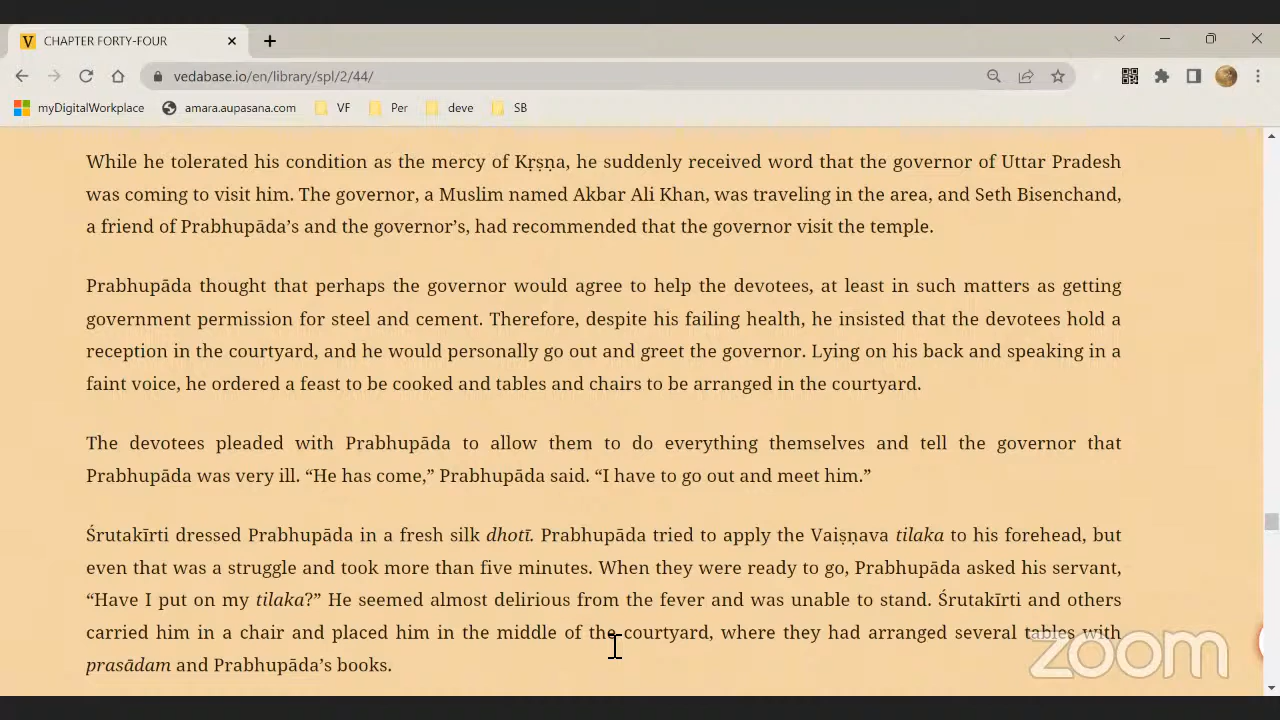 CHAPTER FORTY-FOUR
vedabase.io/en/library/spl/2/44/
myDigitalWorkplace amara.aupasana.com VF Per deve SB
While he tolerated his condition as the mercy of Kṛṣṇa, he suddenly received word that the governor of Uttar Pradesh
was coming to visit him. The governor, a Muslim named Akbar Ali Khan, was traveling in the area, and Seth Bisenchand,
a friend of Prabhupāda’s and the governor’s, had recommended that the governor visit the temple.
Prabhupāda thought that perhaps the governor would agree to help the devotees, at least in such matters as getting
government permission for steel and cement. Therefore, despite his failing health, he insisted that the devotees hold a
reception in the courtyard, and he would personally go out and greet the governor. Lying on his back and speaking in a
faint voice, he ordered a feast to be cooked and tables and chairs to be arranged in the courtyard.
The devotees pleaded with Prabhupāda to allow them to do everything themselves and tell the governor that
Prabhupāda was very ill. “He has come,” Prabhupāda said. “I have to go out and meet him.”
Śrutakīrti dressed Prabhupāda in a fresh silk dhotī. Prabhupāda tried to apply the Vaiṣṇava tilaka to his forehead, but
even that was a struggle and took more than five minutes. When they were ready to go, Prabhupāda asked his servant,
“Have I put on my tilaka?” He seemed almost delirious from the fever and was unable to stand. Śrutakīrti and others
carried him in a chair and placed him in the middle of the courtyard, where they had arranged several tables with
prasādam and Prabhupāda’s books.
zoom